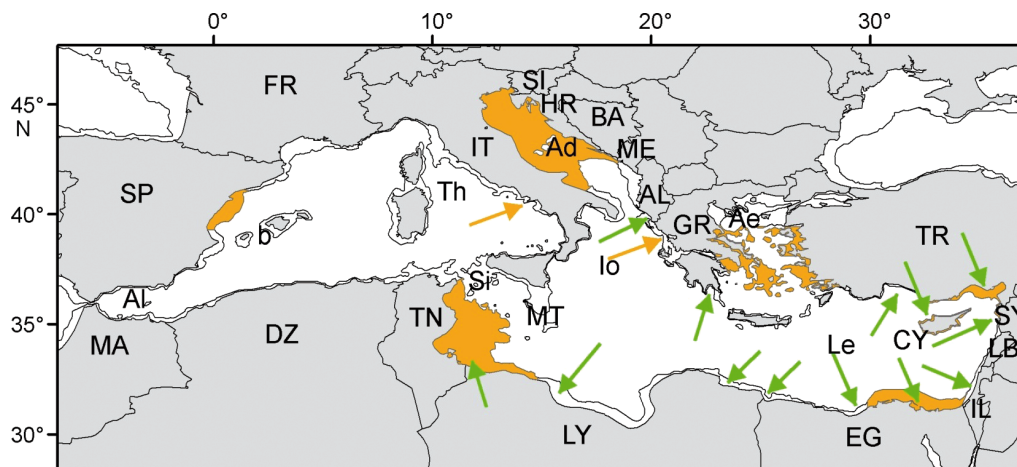 0° 10° 20° 30°
45°
N
40°
35°
30°
FR
SI
HR
BA
IT
Ad
ME
SP
Th
AL
GR
Ae
TR
b
Io
Al
Si
TN
MT
SY
MA
DZ
Le
CY
LB
IL
LY
EG